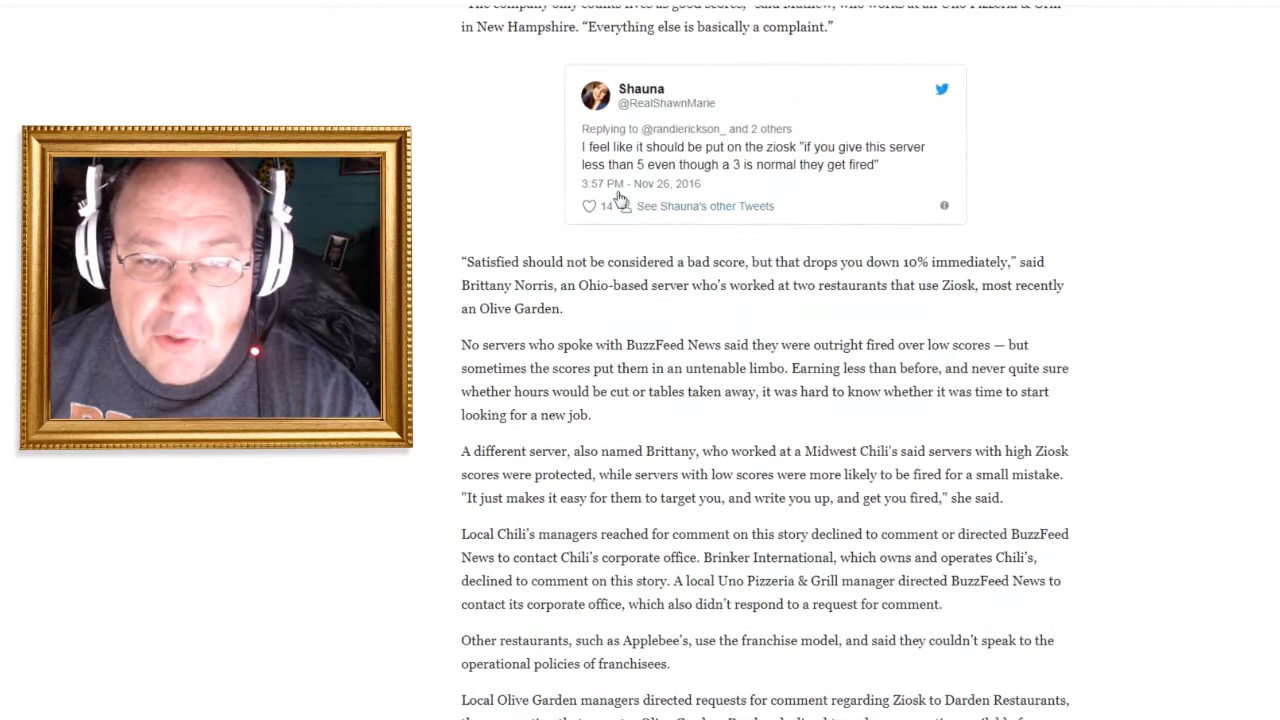 in New Hampshire. “Everything else is basically a complaint.”
Shauna
@RealShawnMarie
Replying to @randierickson_ and 2 others
I feel like it should be put on the ziosk "if you give this server
less than 5 even though a 3 is normal they get fired"
3:57 PM - Nov 26, 2016
14
See Shauna's other Tweets
“Satisfied should not be considered a bad score, but that drops you down 10% immediately,” said
Brittany Norris, an Ohio-based server who’s worked at two restaurants that use Ziosk, most recently
an Olive Garden.
No servers who spoke with BuzzFeed News said they were outright fired over low scores — but
sometimes the scores put them in an untenable limbo. Earning less than before, and never quite sure
whether hours would be cut or tables taken away, it was hard to know whether it was time to start
looking for a new job.
A different server, also named Brittany, who worked at a Midwest Chili's said servers with high Ziosk
scores were protected, while servers with low scores were more likely to be fired for a small mistake.
"It just makes it easy for them to target you, and write you up, and get you fired," she said.
Local Chili’s managers reached for comment on this story declined to comment or directed BuzzFeed
News to contact Chili’s corporate office. Brinker International, which owns and operates Chili’s,
declined to comment on this story. A local Uno Pizzeria & Grill manager directed BuzzFeed News to
contact its corporate office, which also didn’t respond to a request for comment.
Other restaurants, such as Applebee’s, use the franchise model, and said they couldn’t speak to the
operational policies of franchisees.
Local Olive Garden managers directed requests for comment regarding Ziosk to Darden Restaurants,